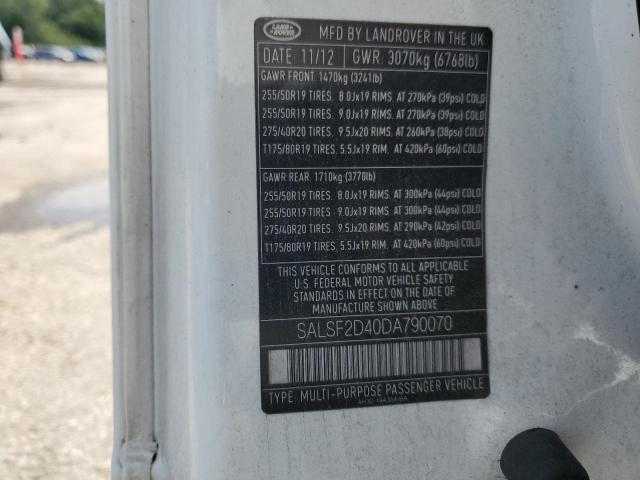 LAND ROVER
MFD BY LANDROVER IN THE UK
DATE 11/12 GWR: 3070kg (6768lb)
GAWR FRONT: 1470kg (3241lb)
255/50R19 TIRES. 8.0Jx19 RIMS. AT 270kPa (39psi) COLD
255/50R19 TIRES. 9.0Jx19 RIMS. AT 270kPa (39psi) COLD
275/40R20 TIRES. 9.5Jx20 RIMS. AT 260kPa (38psi) COLD
T175/80R19 TIRES. 5.5Jx19 RIM. AT 420kPa (60psi) COLD
GAWR REAR: 1710kg (3770lb)
255/50R19 TIRES. 8.0Jx19 RIMS. AT 300kPa (44psi) COLD
255/50R19 TIRES. 9.0Jx19 RIMS. AT 300kPa (44psi) COLD
275/40R20 TIRES. 9.5Jx20 RIMS. AT 290kPa (42psi) COLD
T175/80R19 TIRES. 5.5Jx19 RIM. AT 420kPa (60psi) COLD
THIS VEHICLE CONFORMS TO ALL APPLICABLE
U.S. FEDERAL MOTOR VEHICLE SAFETY
STANDARDS IN EFFECT ON THE DATE OF
MANUFACTURE SHOWN ABOVE
SALSF2D40DA790070
TYPE: MULTI-PURPOSE PASSENGER VEHICLE